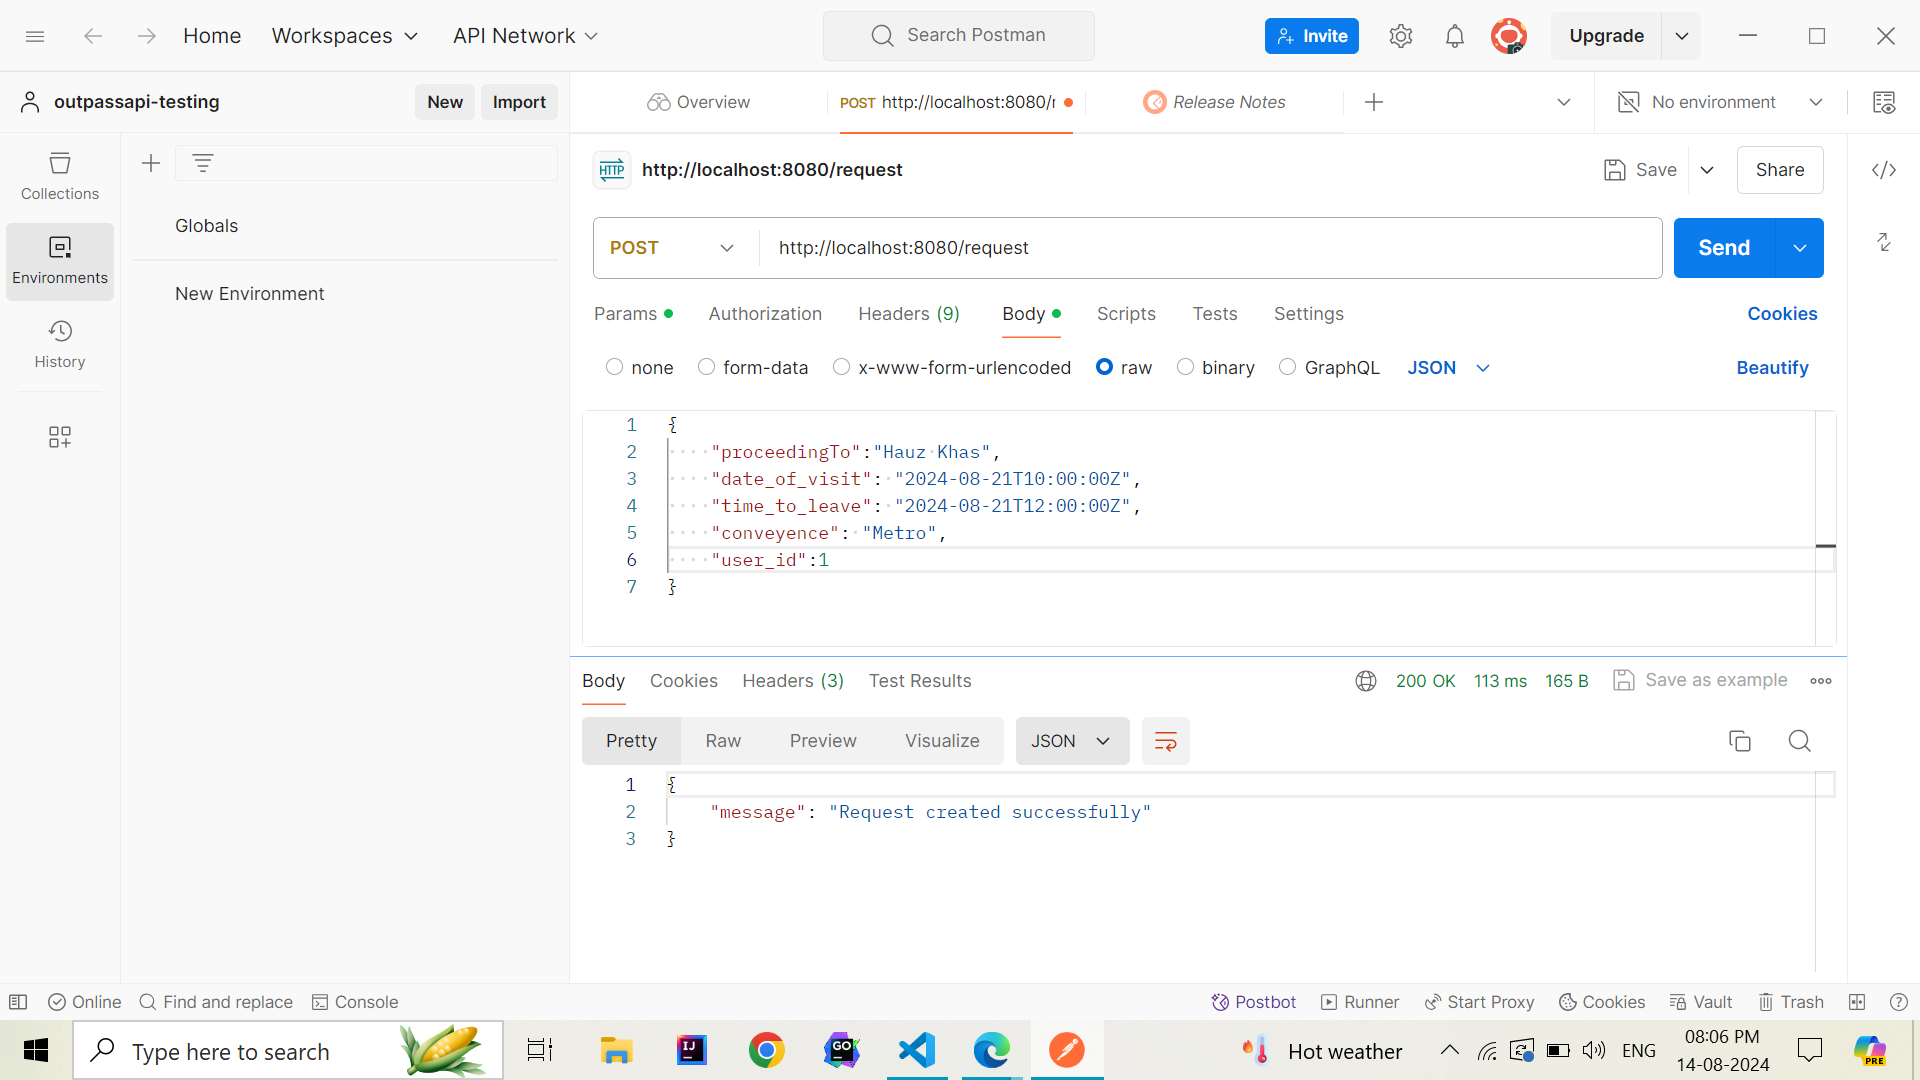 Home Workspaces API Network Search Postman Invite Upgrade
outpassapi-testing New Import Overview POST http://localhost:8080/r Release Notes No environment
Collections
Environments
History
Globals
New Environment
HTTP http://localhost:8080/request Save Share
POST http://localhost:8080/request Send
Params Authorization Headers (9) Body Scripts Tests Settings Cookies
none form-data x-www-form-urlencoded raw binary GraphQL JSON Beautify
1 {
2 "proceedingTo":"Hauz Khas",
3 "date_of_visit": "2024-08-21T10:00:00Z",
4 "time_to_leave": "2024-08-21T12:00:00Z",
5 "conveyence": "Metro",
6 "user_id":1
7 }
Body Cookies Headers (3) Test Results 200 OK 113 ms 165 B Save as example
Pretty Raw Preview Visualize JSON
1 {
2 "message": "Request created successfully"
3 }
Online Find and replace Console Postbot Runner Start Proxy Cookies Vault Trash
Type here to search IJ GO Hot weather ENG 08:06 PM PRE
14-08-2024